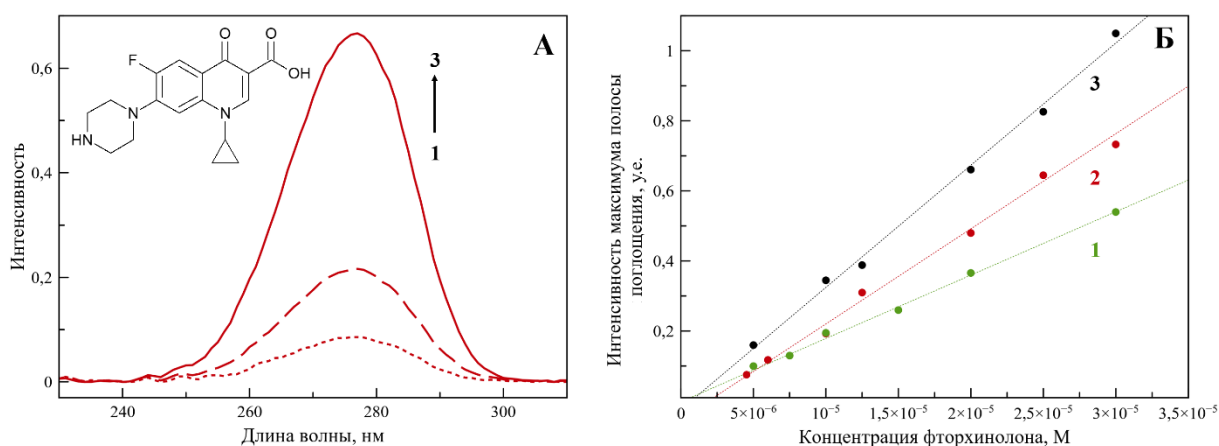 А
0,6
0,4
0,2
0
240
260
280
300
Интенсивность
Длина волны, нм
F
O
O
OH
N
N
HN
3
1
Б
1
0,8
0,6
0,4
0,2
0
5×10⁻⁶
10⁻⁵
1,5×10⁻⁵
2×10⁻⁵
2,5×10⁻⁵
3×10⁻⁵
3,5×10⁻⁵
Интенсивность максимума полосы
поглощения, у.е.
Концентрация фторхинолона, М
3
2
1